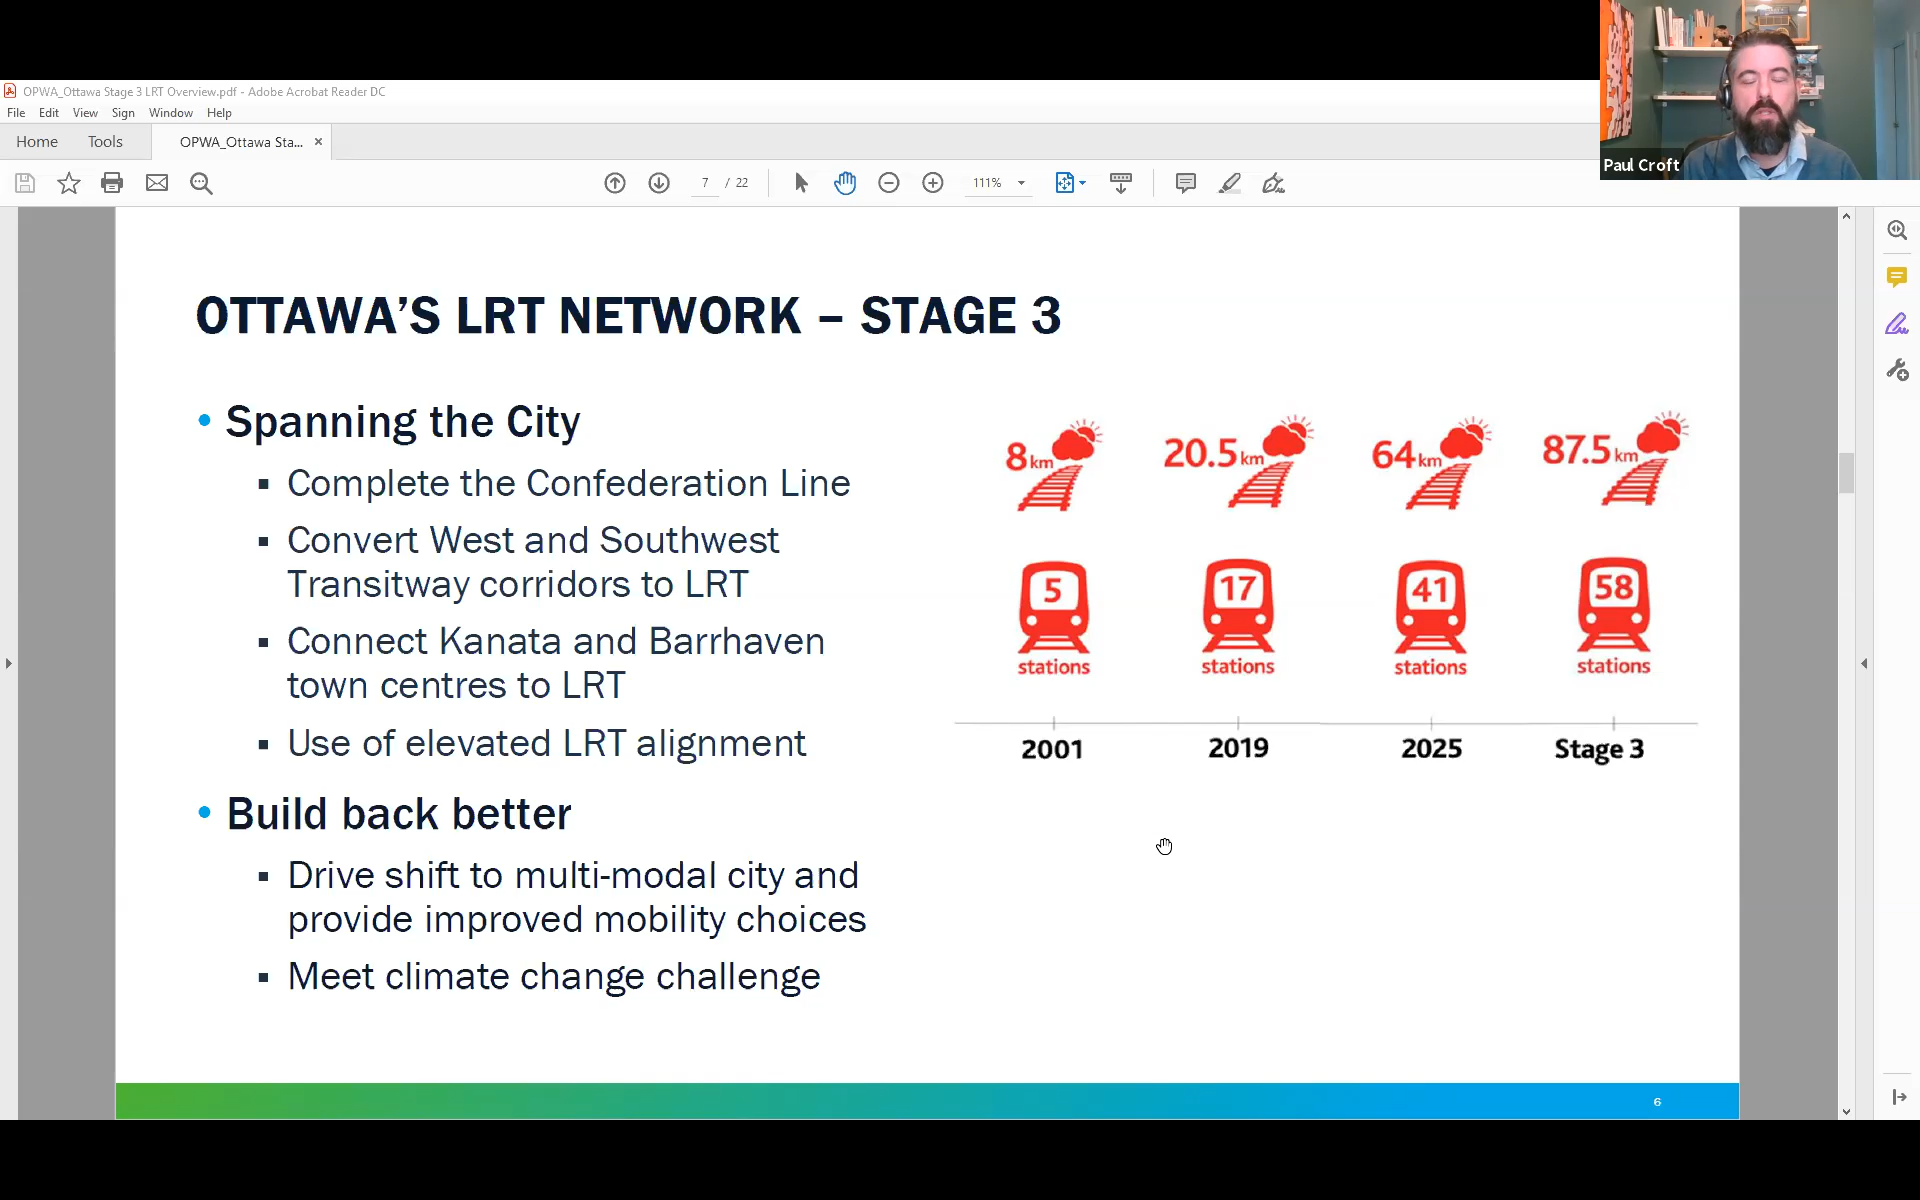 OPWA_Ottawa Stage 3 LRT Overview.pdf - Adobe Acrobat Reader DC
File Edit View Sign Window Help
Home Tools OPWA_Ottawa Sta... ×
7 / 22 111%
Paul Croft
OTTAWA’S LRT NETWORK – STAGE 3
• Spanning the City
▪ Complete the Confederation Line
▪ Convert West and Southwest
Transitway corridors to LRT
▪ Connect Kanata and Barrhaven
town centres to LRT
▪ Use of elevated LRT alignment
• Build back better
▪ Drive shift to multi-modal city and
provide improved mobility choices
▪ Meet climate change challenge
8km 20.5km 64km 87.5km
5 17 41 58
stations stations stations stations
2001 2019 2025 Stage 3
6